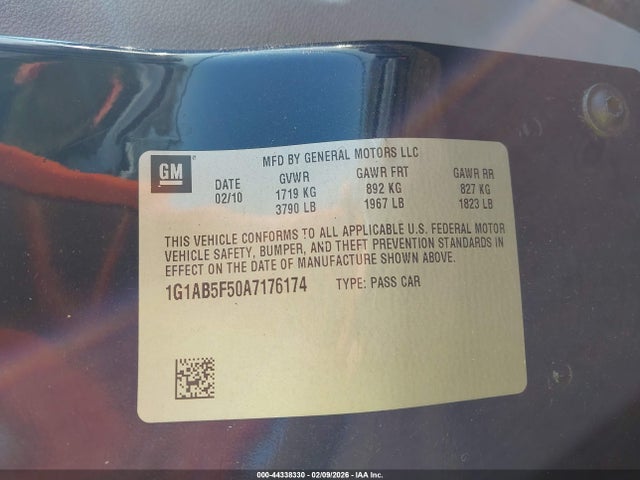 GM
MFD BY GENERAL MOTORS LLC
DATE GVWR GAWR FRT GAWR RR
02/10 1719 KG 892 KG 827 KG
3790 LB 1967 LB 1823 LB
THIS VEHICLE CONFORMS TO ALL APPLICABLE U.S. FEDERAL MOTOR
VEHICLE SAFETY, BUMPER, AND THEFT PREVENTION STANDARDS IN
EFFECT ON THE DATE OF MANUFACTURE SHOWN ABOVE.
1G1AB5F50A7176174 TYPE: PASS CAR
000-44338330 - 02/09/2026 - IAA Inc.